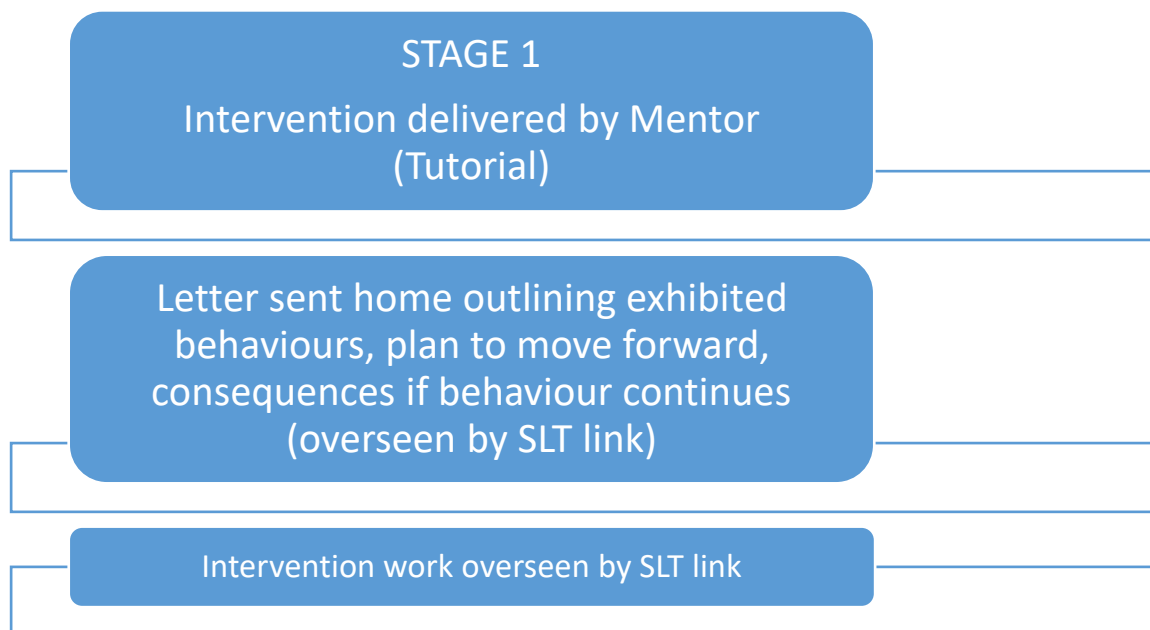 STAGE 1
Intervention delivered by Mentor
(Tutorial)
Letter sent home outlining exhibited
behaviours, plan to move forward,
consequences if behaviour continues
(overseen by SLT link)
Intervention work overseen by SLT link